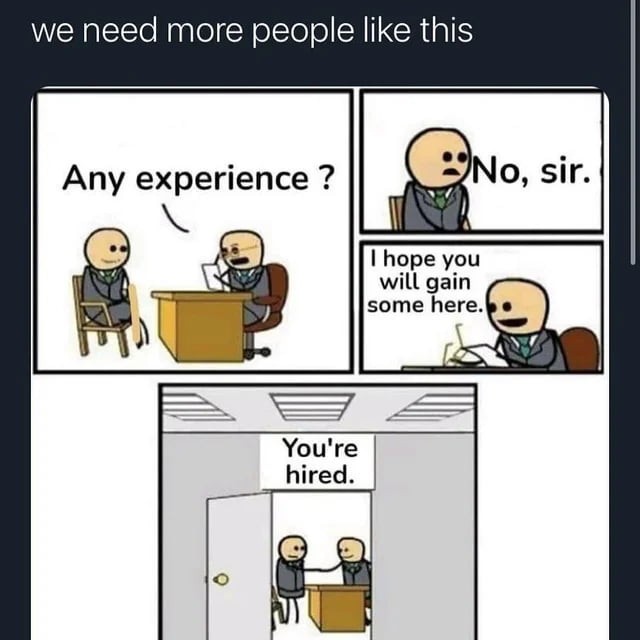 we need more people like this
Any experience ?
No, sir.
I hope you
will gain
some here.
You're
hired.